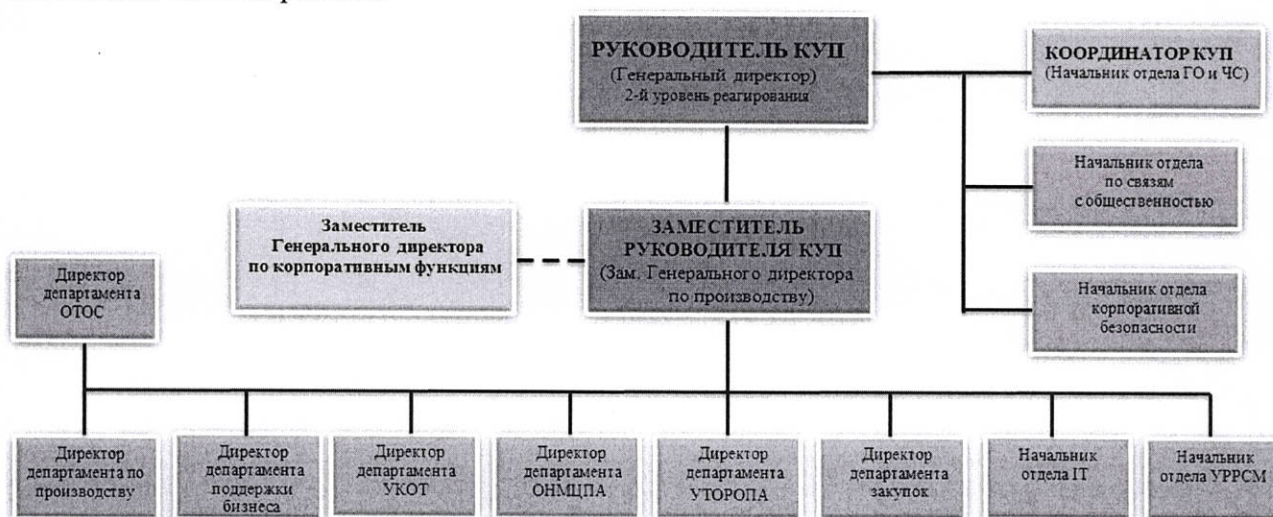 РУКОВОДИТЕЛЬ КУП
(Генеральный директор)
2-й уровень реагирования
КООРДИНАТОР КУП
(Начальник отдела ГО и ЧС)
Начальник отдела
по связям
с общественностью
Заместитель
Генерального директора
по корпоративным функциям
ЗАМЕСТИТЕЛЬ
РУКОВОДИТЕЛЯ КУП
(Зам. Генерального директора
по производству)
Начальник отдела
корпоративной
безопасности
Директор
департамента
ОТОС
Директор
департамента по
производству
Директор
департамента
поддержки
бизнеса
Директор
департамента
УКОТ
Директор
департамента
ОНМЦПА
Директор
департамента
УТОРОПА
Директор
департамента
закупок
Начальник
отдела IT
Начальник
отдела УРРСМ